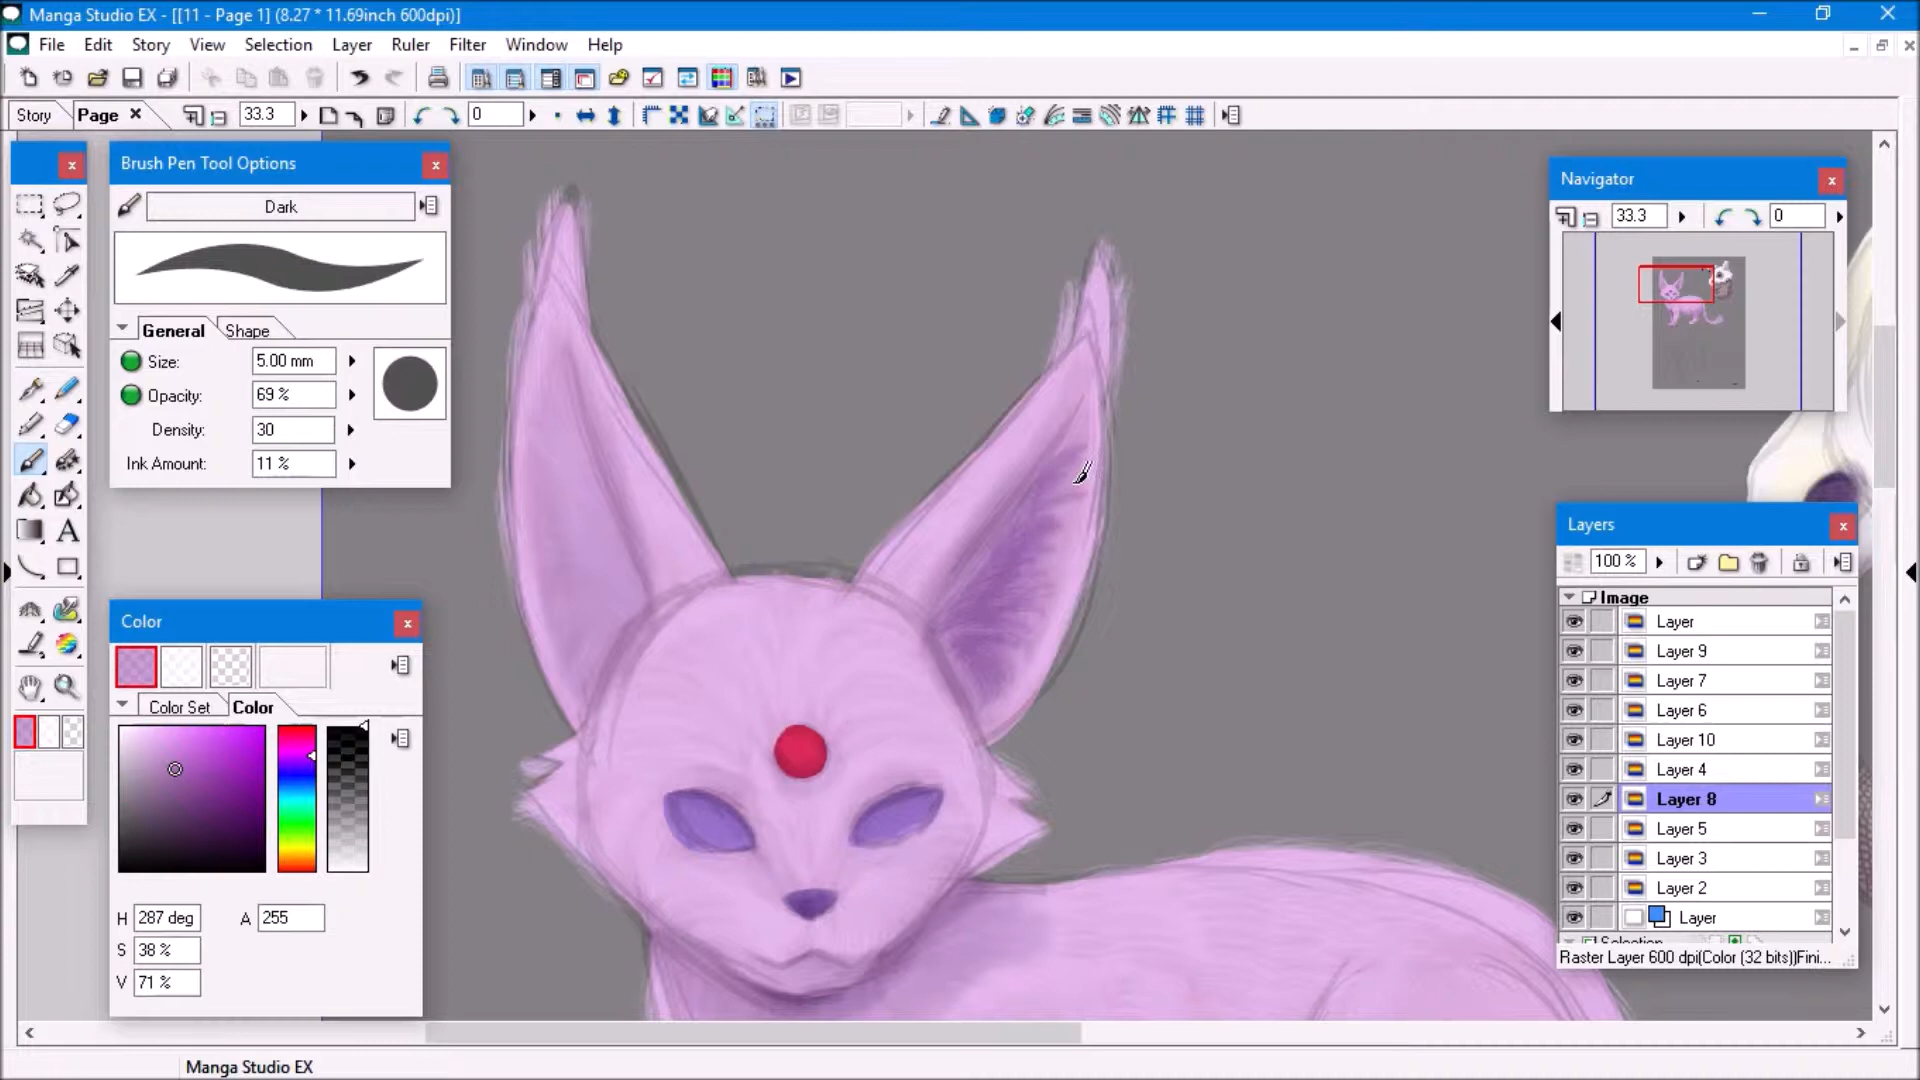 Manga Studio EX - [[11 - Page 1] (8.27 * 11.69inch 600dpi)]
File Edit Story View Selection Layer Ruler Filter Window Help
Story Page 33.3 0
Brush Pen Tool Options
Dark
General Shape
Size: 5.00 mm
Opacity: 69 %
Density: 30
Ink Amount: 11 %
A
Color
Color Set Color
H 287 deg A 255
S 38 %
V 71 %
Navigator
33.3 0
Layers
100 %
Image
Layer
Layer 9
Layer 7
Layer 6
Layer 10
Layer 4
Layer 8
Layer 5
Layer 3
Layer 2
Layer
Selection
Raster Layer 600 dpi(Color (32 bits))Fini...
Manga Studio EX